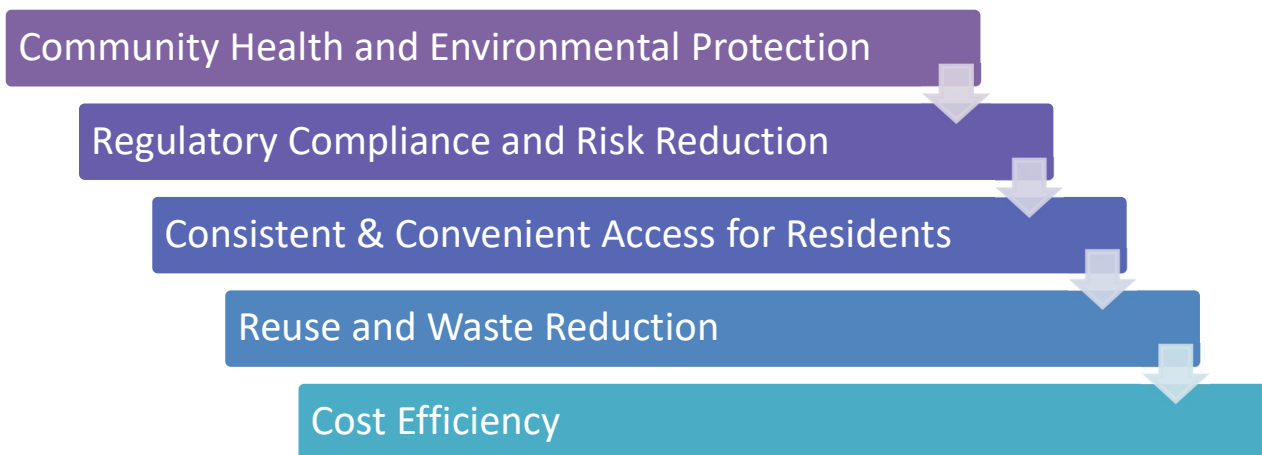 Community Health and Environmental Protection
Regulatory Compliance and Risk Reduction
Consistent & Convenient Access for Residents
Reuse and Waste Reduction
Cost Efficiency